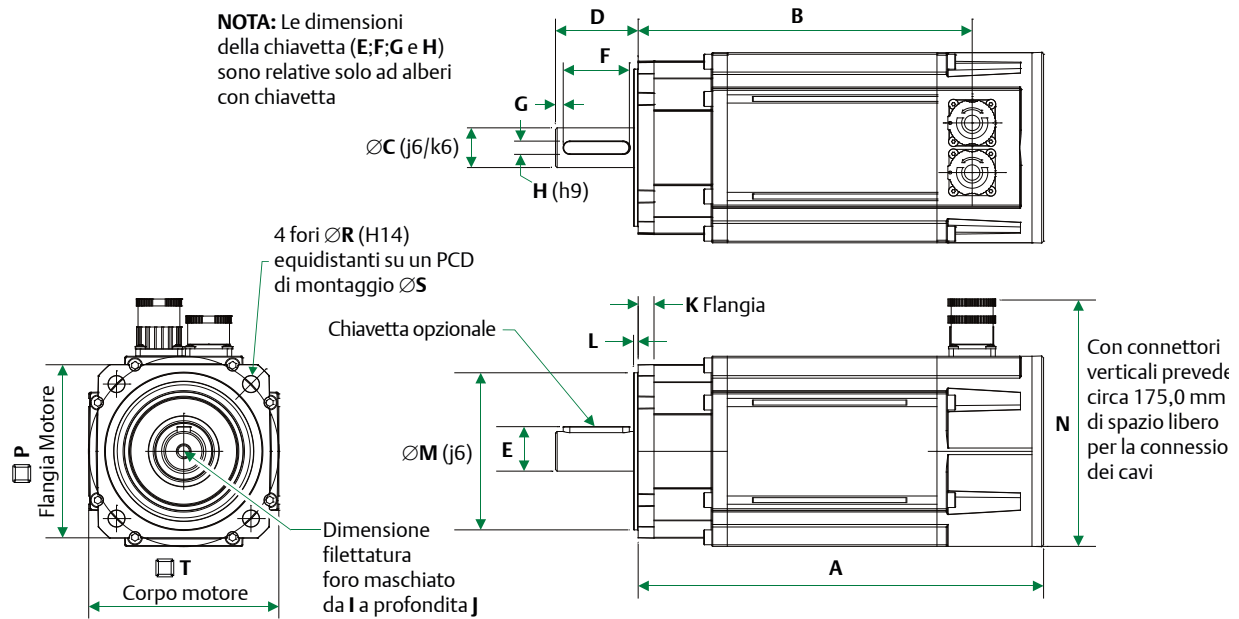 NOTA: Le dimensioni
della chiavetta (E;F;G e H)
sono relative solo ad alberi
con chiavetta
D
B
F
G
∅C (j6/k6)
H (h9)
4 fori ∅R (H14)
equidistanti su un PCD
di montaggio ∅S
K Flangia
Chiavetta opzionale
L
Con connettori
verticali prevede
circa 175,0 mm
di spazio libero
per la connessio
dei cavi
N
P
Flangia Motore
∅M (j6)
E
Dimensione
filettatura
foro maschiato
da I a profondita J
T
Corpo motore
A